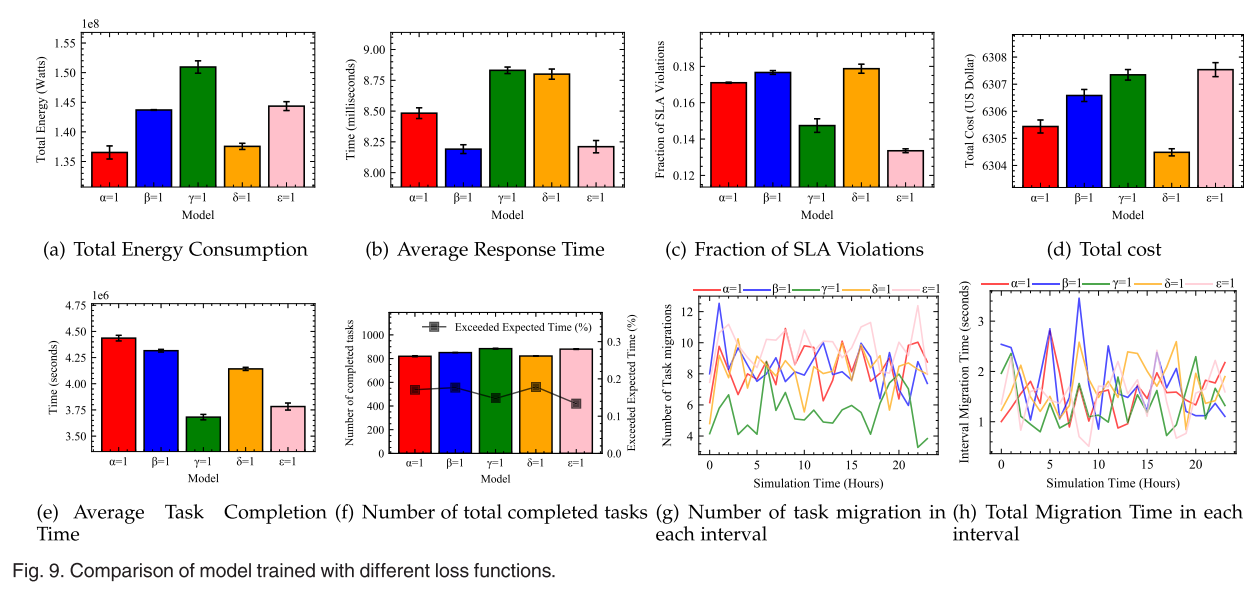 1e8
1.55
1.50
1.45
1.40
1.35
Total Energy (Watts)
α=1 β=1 γ=1 δ=1 ε=1
Model
(a) Total Energy Consumption
9.00
8.75
8.50
8.25
8.00
Time (milliseconds)
α=1 β=1 γ=1 δ=1 ε=1
Model
(b) Average Response Time
0.18
0.16
0.14
0.12
Fraction of SLA Violations
α=1 β=1 γ=1 δ=1 ε=1
Model
(c) Fraction of SLA Violations
6308
6307
6306
6305
6304
Total Cost (US Dollar)
α=1 β=1 γ=1 δ=1 ε=1
Model
(d) Total cost
1e6
4.75
4.50
4.25
4.00
3.75
3.50
Time (seconds)
α=1 β=1 γ=1 δ=1 ε=1
Model
(e) Average Task Completion
Time
Exceeded Expected Time (%)
1000
800
600
400
200
0
Number of completed tasks
0.3
0.2
0.1
0.0
Exceeded Expected Time (%)
α=1 β=1 γ=1 δ=1 ε=1
Model
(f) Number of total completed tasks
α=1 β=1 γ=1 δ=1 ε=1
12
10
8
6
4
Number of Task migrations
0 5 10 15 20
Simulation Time (Hours)
(g) Number of task migration in
each interval
α=1 β=1 γ=1 δ=1 ε=1
3
2
1
Interval Migration Time (seconds)
0 5 10 15 20
Simulation Time (Hours)
(h) Total Migration Time in each
interval
Fig. 9. Comparison of model trained with different loss functions.